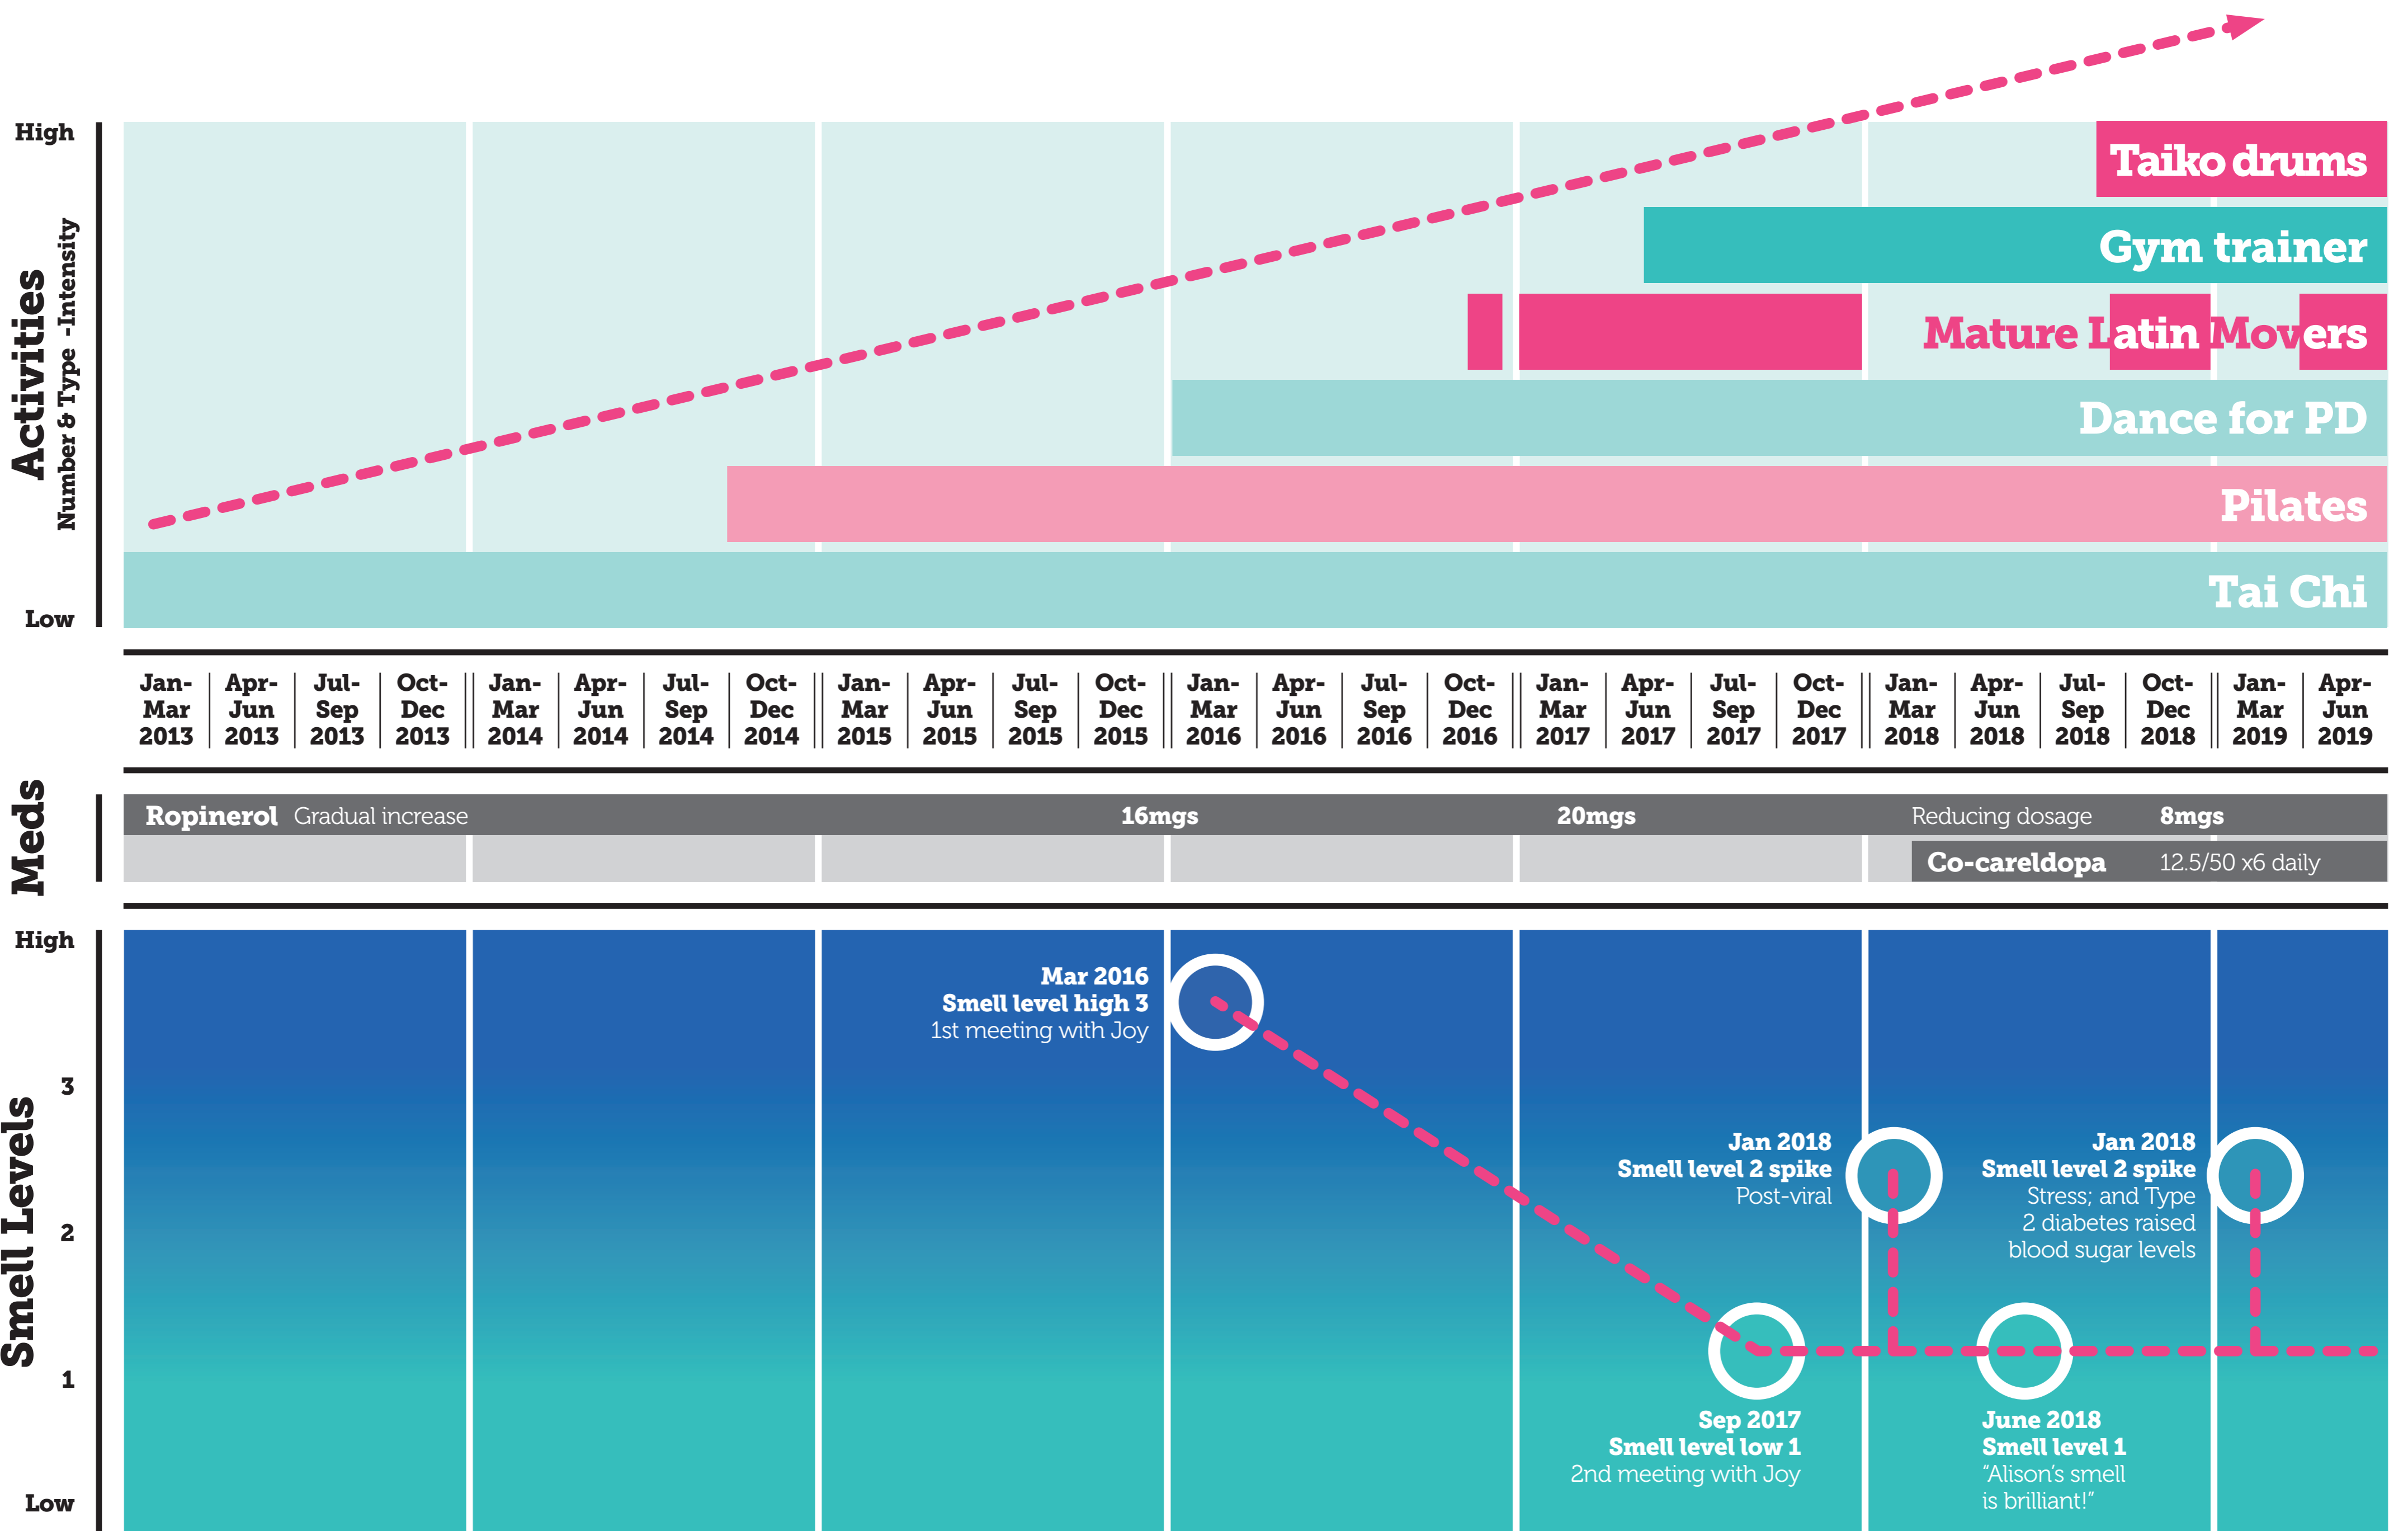 High
Activities
Number & Type -Intensity
Low
Taiko drums
Gym trainer
Mature Latin Movers
Dance for PD
Pilates
Tai Chi
Jan-
Mar
2013
Apr-
Jun
2013
Jul-
Sep
2013
Oct-
Dec
2013
Jan-
Mar
2014
Apr-
Jun
2014
Jul-
Sep
2014
Oct-
Dec
2014
Jan-
Mar
2015
Apr-
Jun
2015
Jul-
Sep
2015
Oct-
Dec
2015
Jan-
Mar
2016
Apr-
Jun
2016
Jul-
Sep
2016
Oct-
Dec
2016
Jan-
Mar
2017
Apr-
Jun
2017
Jul-
Sep
2017
Oct-
Dec
2017
Jan-
Mar
2018
Apr-
Jun
2018
Jul-
Sep
2018
Oct-
Dec
2018
Jan-
Mar
2019
Apr-
Jun
2019
Meds
Ropinerol Gradual increase 16mgs 20mgs Reducing dosage 8mgs
Co-careldopa 12.5/50 x6 daily
Smell Levels
High
3
2
1
Low
Mar 2016
Smell level high 3
1st meeting with Joy
Jan 2018
Smell level 2 spike
Post-viral
Jan 2018
Smell level 2 spike
Stress; and Type
2 diabetes raised
blood sugar levels
Sep 2017
Smell level low 1
2nd meeting with Joy
June 2018
Smell level 1
“Alison’s smell
is brilliant!”